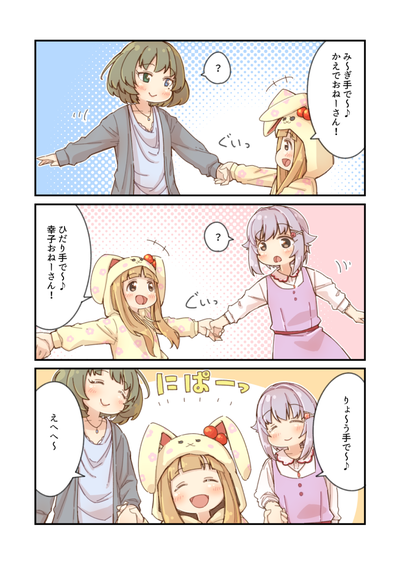 み～ぎ手で～♪
かえでおねーさん！
？
ぐいっ
？
ひだり手で～♪
幸子おねーさん！
ぐいっ
りょ～う手で～♪
にぱーっ
えへへ～